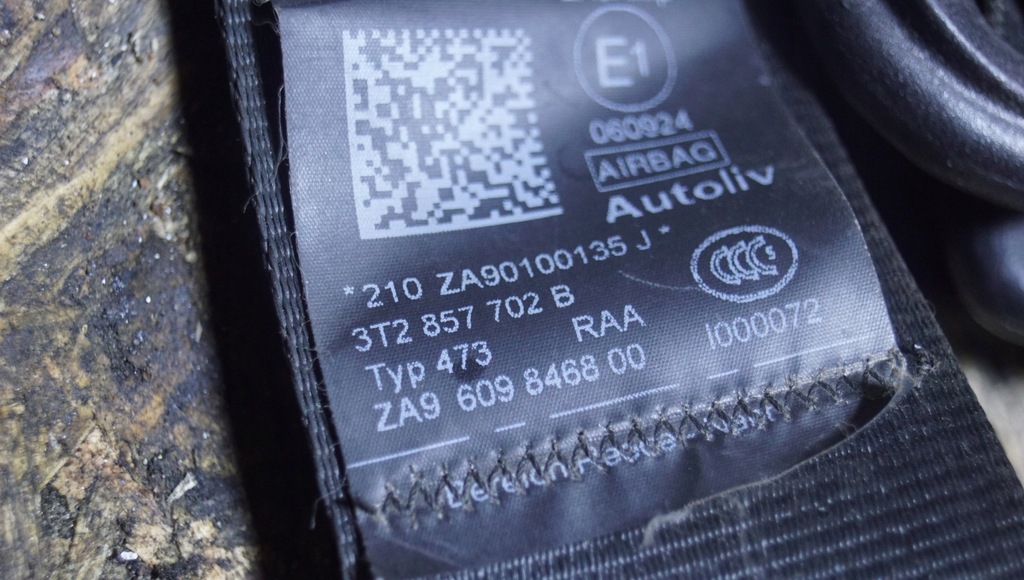 E1
060924
AIRBAG
Autoliv
*210 ZA90100135 J*
3T2 857 702 B
Typ 473 RAA
ZA9 609 8468 00 I000072